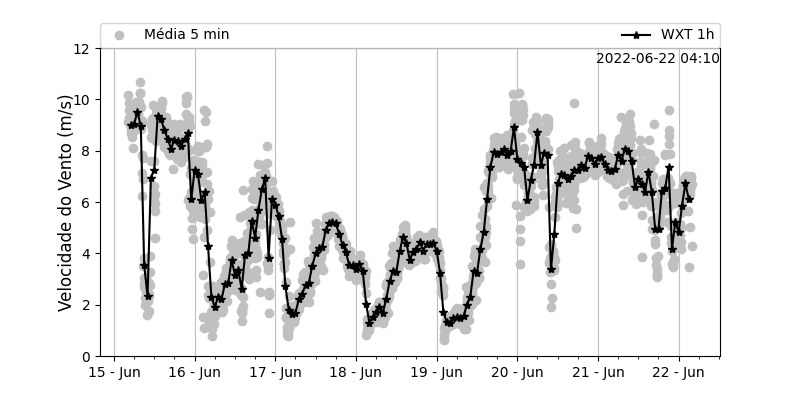 Média 5 min
WXT 1h
2022-06-22 04:10
Velocidade do Vento (m/s)
12
10
8
6
4
2
0
15 - Jun
16 - Jun
17 - Jun
18 - Jun
19 - Jun
20 - Jun
21 - Jun
22 - Jun